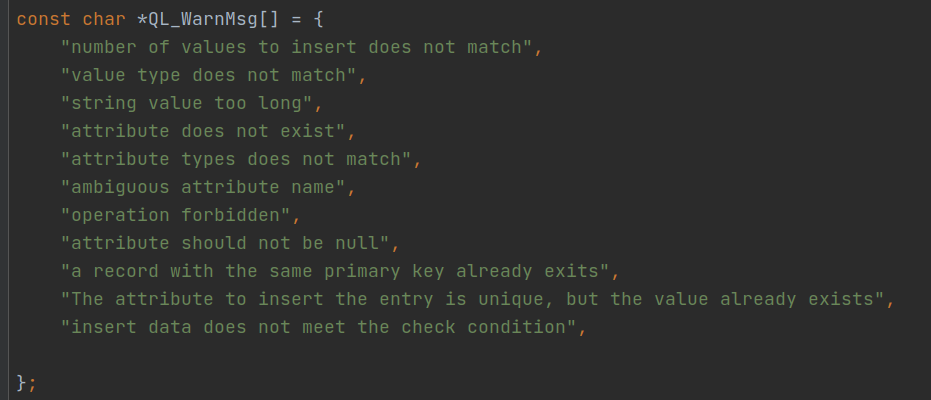 const char *QL_WarnMsg[] = {
    "number of values to insert does not match",
    "value type does not match",
    "string value too long",
    "attribute does not exist",
    "attribute types does not match",
    "ambiguous attribute name",
    "operation forbidden",
    "attribute should not be null",
    "a record with the same primary key already exits",
    "The attribute to insert the entry is unique, but the value already exists",
    "insert data does not meet the check condition",
};